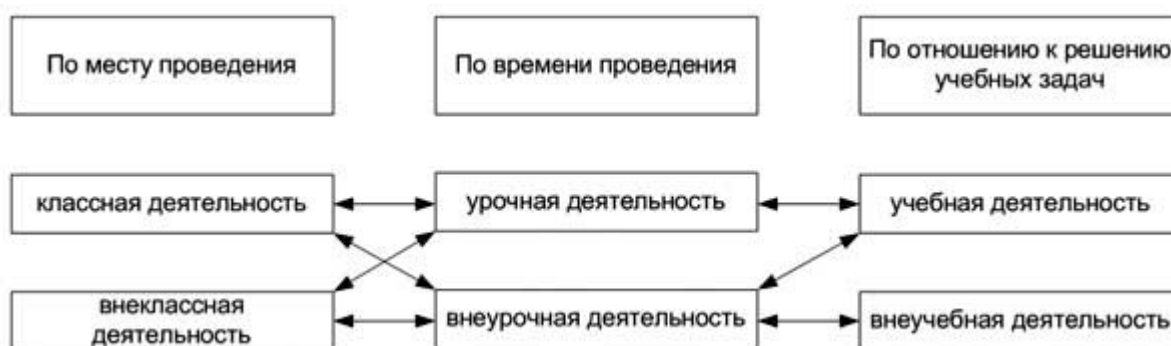 По месту проведения
По времени проведения
По отношению к решению
учебных задач
классная деятельность
урочная деятельность
учебная деятельность
внеклассная
деятельность
внеурочная деятельность
внеучебная деятельность